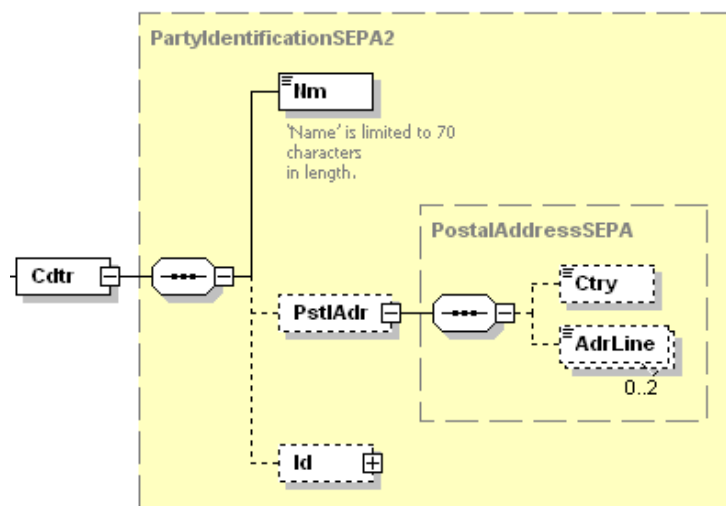 PartyIdentificationSEPA2
Nm
'Name' is limited to 70
characters
in length.
PostalAddressSEPA
Cdtr
Ctry
PstlAdr
AdrLine
0..2
Id